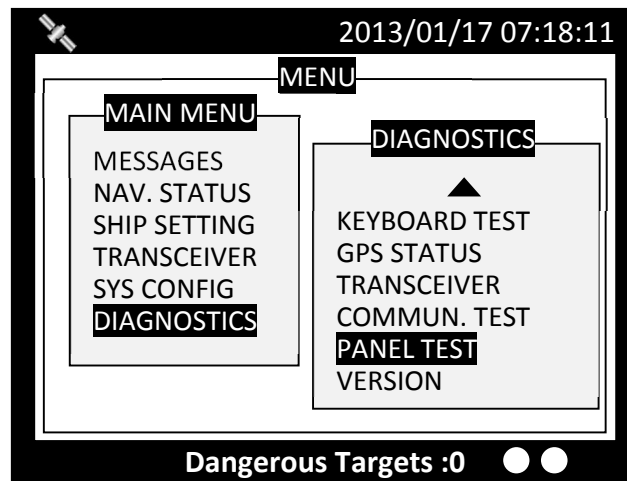 2013/01/17 07:18:11
MENU
MAIN MENU
MESSAGES
NAV. STATUS
SHIP SETTING
TRANSCEIVER
SYS CONFIG
DIAGNOSTICS
DIAGNOSTICS
KEYBOARD TEST
GPS STATUS
TRANSCEIVER
COMMUN. TEST
PANEL TEST
VERSION
Dangerous Targets :0